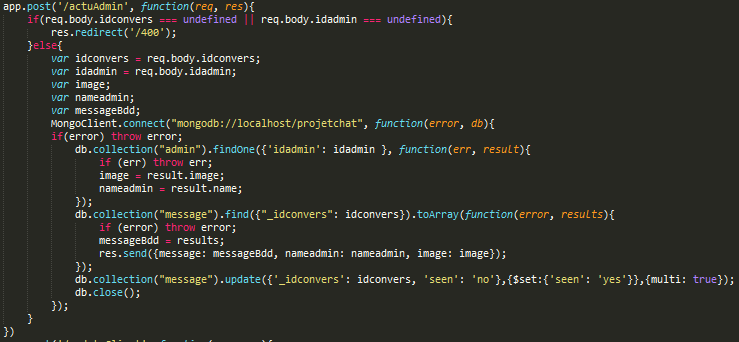 app.post('/actuAdmin', function(req, res){
    if(req.body.idconvers === undefined || req.body.idadmin === undefined){
        res.redirect('/400');
    }else{
        var idconvers = req.body.idconvers;
        var idadmin = req.body.idadmin;
        var image;
        var nameadmin;
        var messageBdd;
        MongoClient.connect("mongodb://localhost/projetchat", function(error, db){
        if(error) throw error;
            db.collection("admin").findOne({'idadmin': idadmin }, function(err, result){
                if (err) throw err;
                image = result.image;
                nameadmin = result.name;
            });
            db.collection("message").find({"_idconvers": idconvers}).toArray(function(error, results){
                if (error) throw error;
                messageBdd = results;
                res.send({message: messageBdd, nameadmin: nameadmin, image: image});
            });
            db.collection("message").update({'_idconvers': idconvers, 'seen': 'no'},{$set:{'seen': 'yes'}},{multi: true});
            db.close();
        });
    }
})